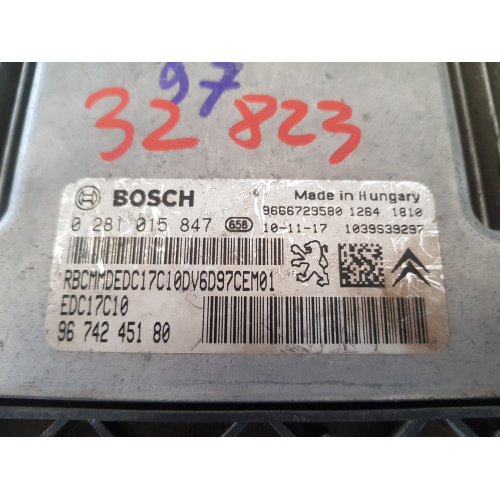 97
32 823
BOSCH
Made in Hungary
0 281 015 847 658
9666729580 1264 1810
10-11-17 1039S39297
RBCMMDEDC17C10DV6D97CEM01
EDC17C10
96 742 451 80